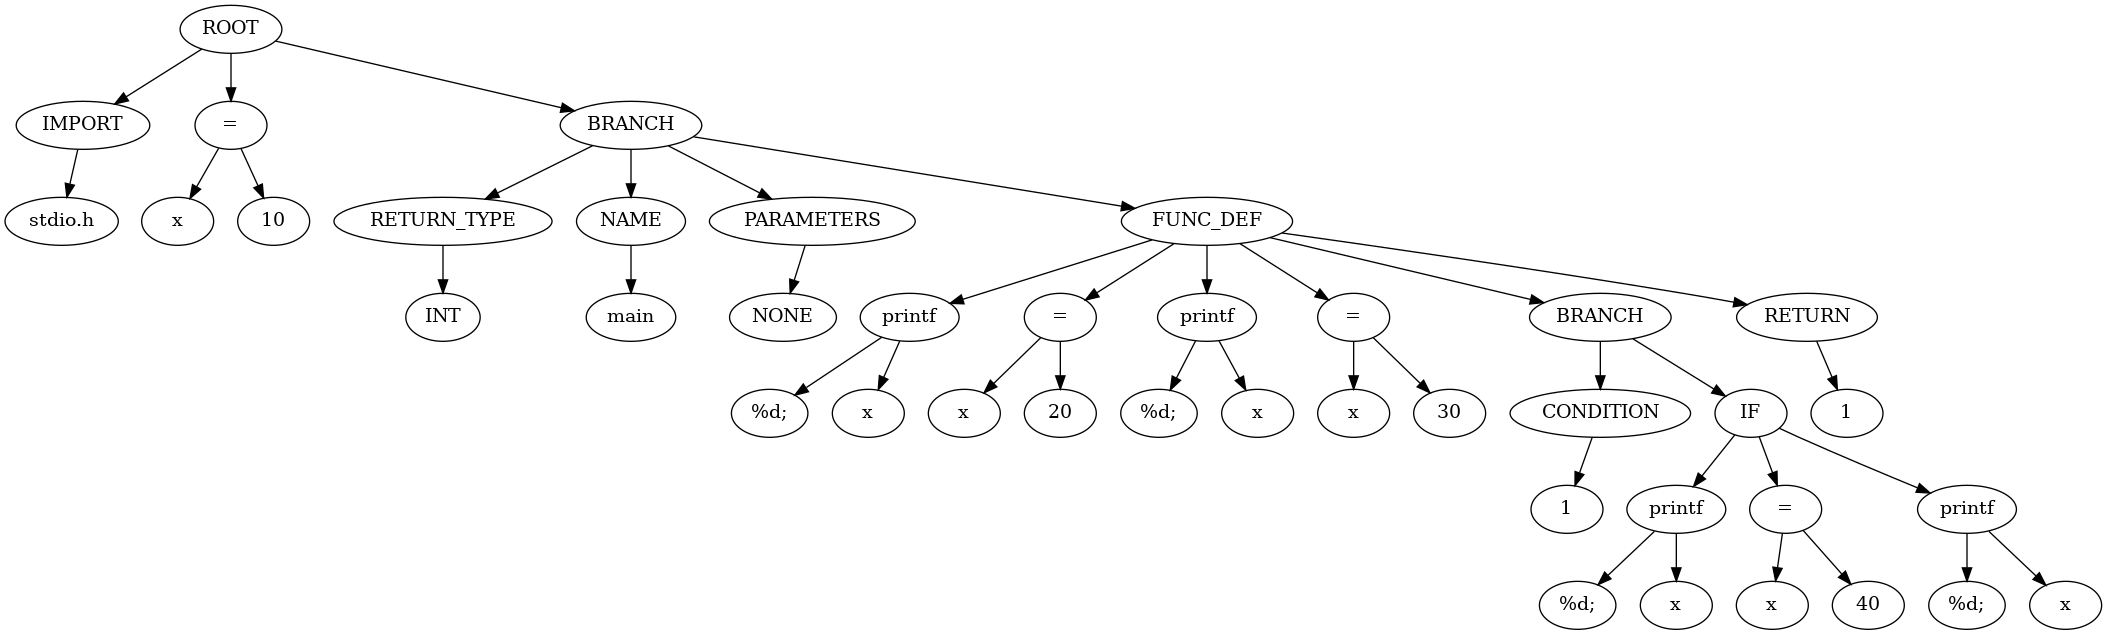 ROOT
IMPORT = BRANCH
stdio.h x 10 RETURN_TYPE NAME PARAMETERS FUNC_DEF
INT main NONE printf = printf = BRANCH RETURN
%d; x x 20 %d; x x 30 CONDITION IF 1
1 printf = printf
%d; x x 40 %d; x